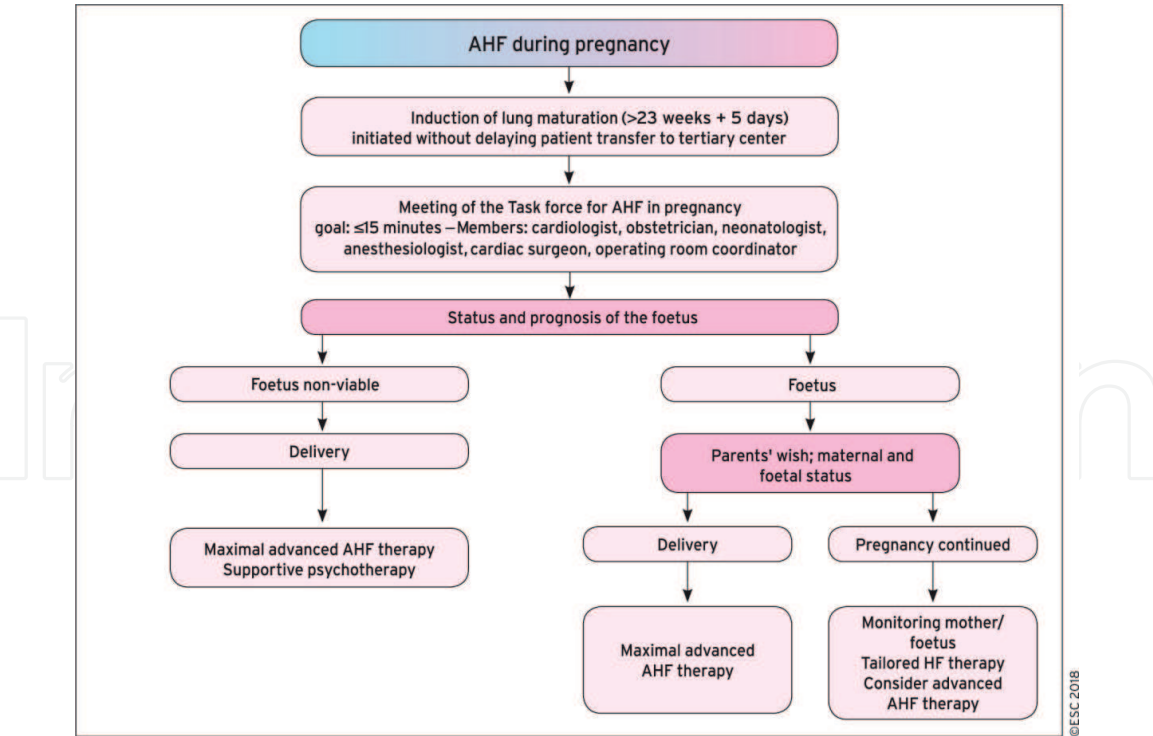 AHF during pregnancy
Induction of lung maturation (>23 weeks + 5 days)
initiated without delaying patient transfer to tertiary center
Meeting of the Task force for AHF in pregnancy
goal: ≤15 minutes – Members: cardiologist, obstetrician, neonatologist,
anesthesiologist, cardiac surgeon, operating room coordinator
Status and prognosis of the foetus
Foetus non-viable
Delivery
Maximal advanced AHF therapy
Supportive psychotherapy
Foetus
Parents' wish; maternal and
foetal status
Delivery
Maximal advanced
AHF therapy
Pregnancy continued
Monitoring mother/
foetus
Tailored HF therapy
Consider advanced
AHF therapy
©ESC 2018